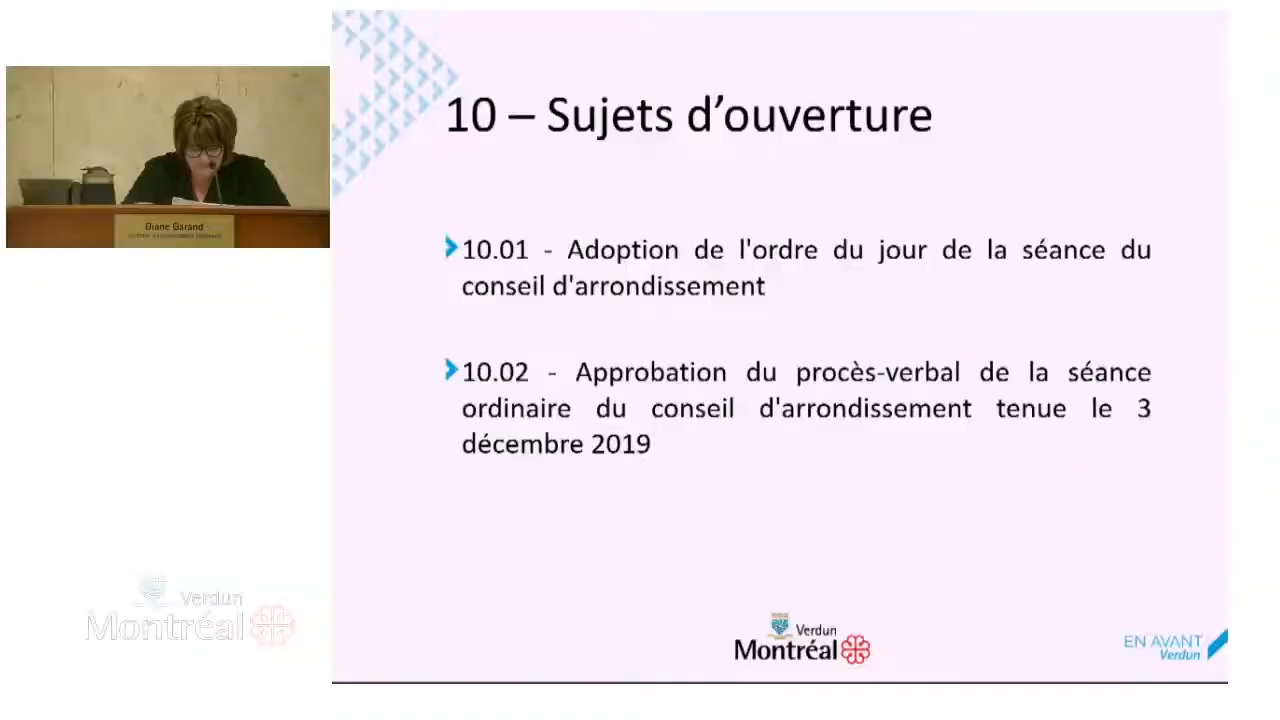 10 – Sujets d’ouverture
10.01 - Adoption de l'ordre du jour de la séance du
conseil d'arrondissement
10.02 - Approbation du procès-verbal de la séance
ordinaire du conseil d'arrondissement tenue le 3
décembre 2019
Diane Garand
Verdun
Montréal
Verdun
Montréal
EN AVANT
Verdun